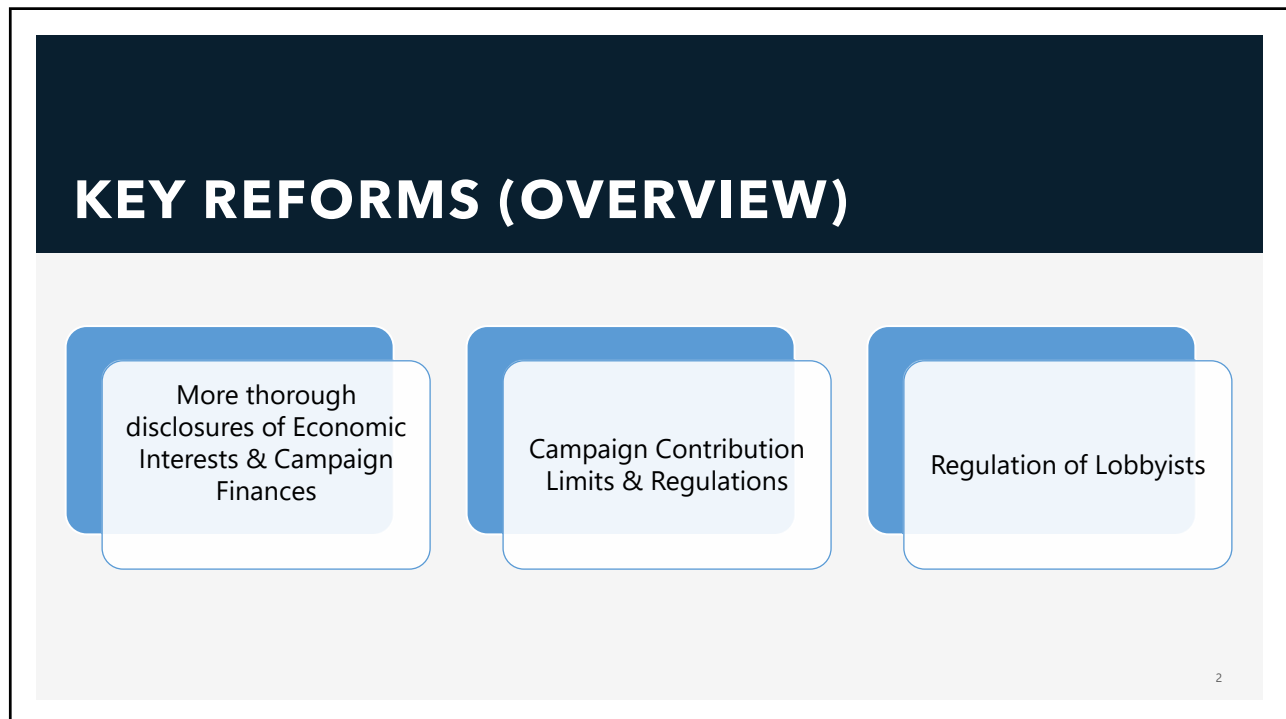 KEY REFORMS (OVERVIEW)
More thorough
disclosures of Economic
Interests & Campaign
Finances
Campaign Contribution
Limits & Regulations
Regulation of Lobbyists
2